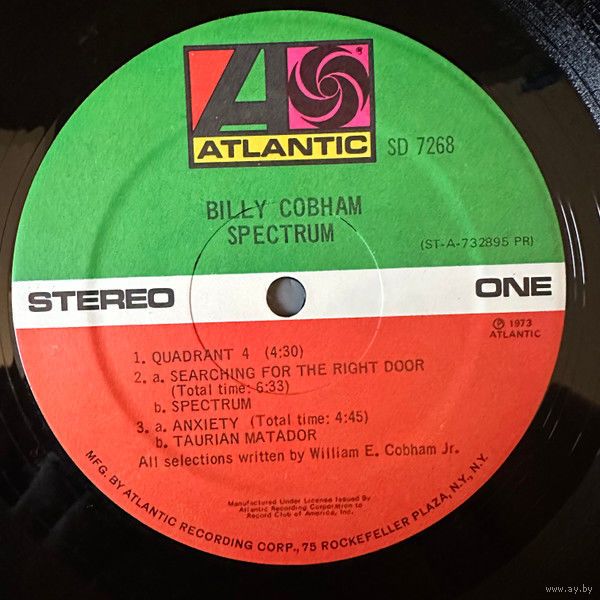 ATLANTIC
SD 7268
BILLY COBHAM
SPECTRUM
(ST-A-732895 PR)
STEREO
ONE
℗ 1973
ATLANTIC
1. QUADRANT 4 (4:30)
2. a. SEARCHING FOR THE RIGHT DOOR
(Total time: 6:33)
b. SPECTRUM
3. a. ANXIETY (Total time: 4:45)
b. TAURIAN MATADOR
All selections written by William E. Cobham Jr.
Manufactured Under License Issued By
Atlantic Recording Corporation to
Record Club of America, Inc.
MFG. BY ATLANTIC RECORDING CORP., 75 ROCKEFELLER PLAZA, N.Y., N.Y.
www.ay.by